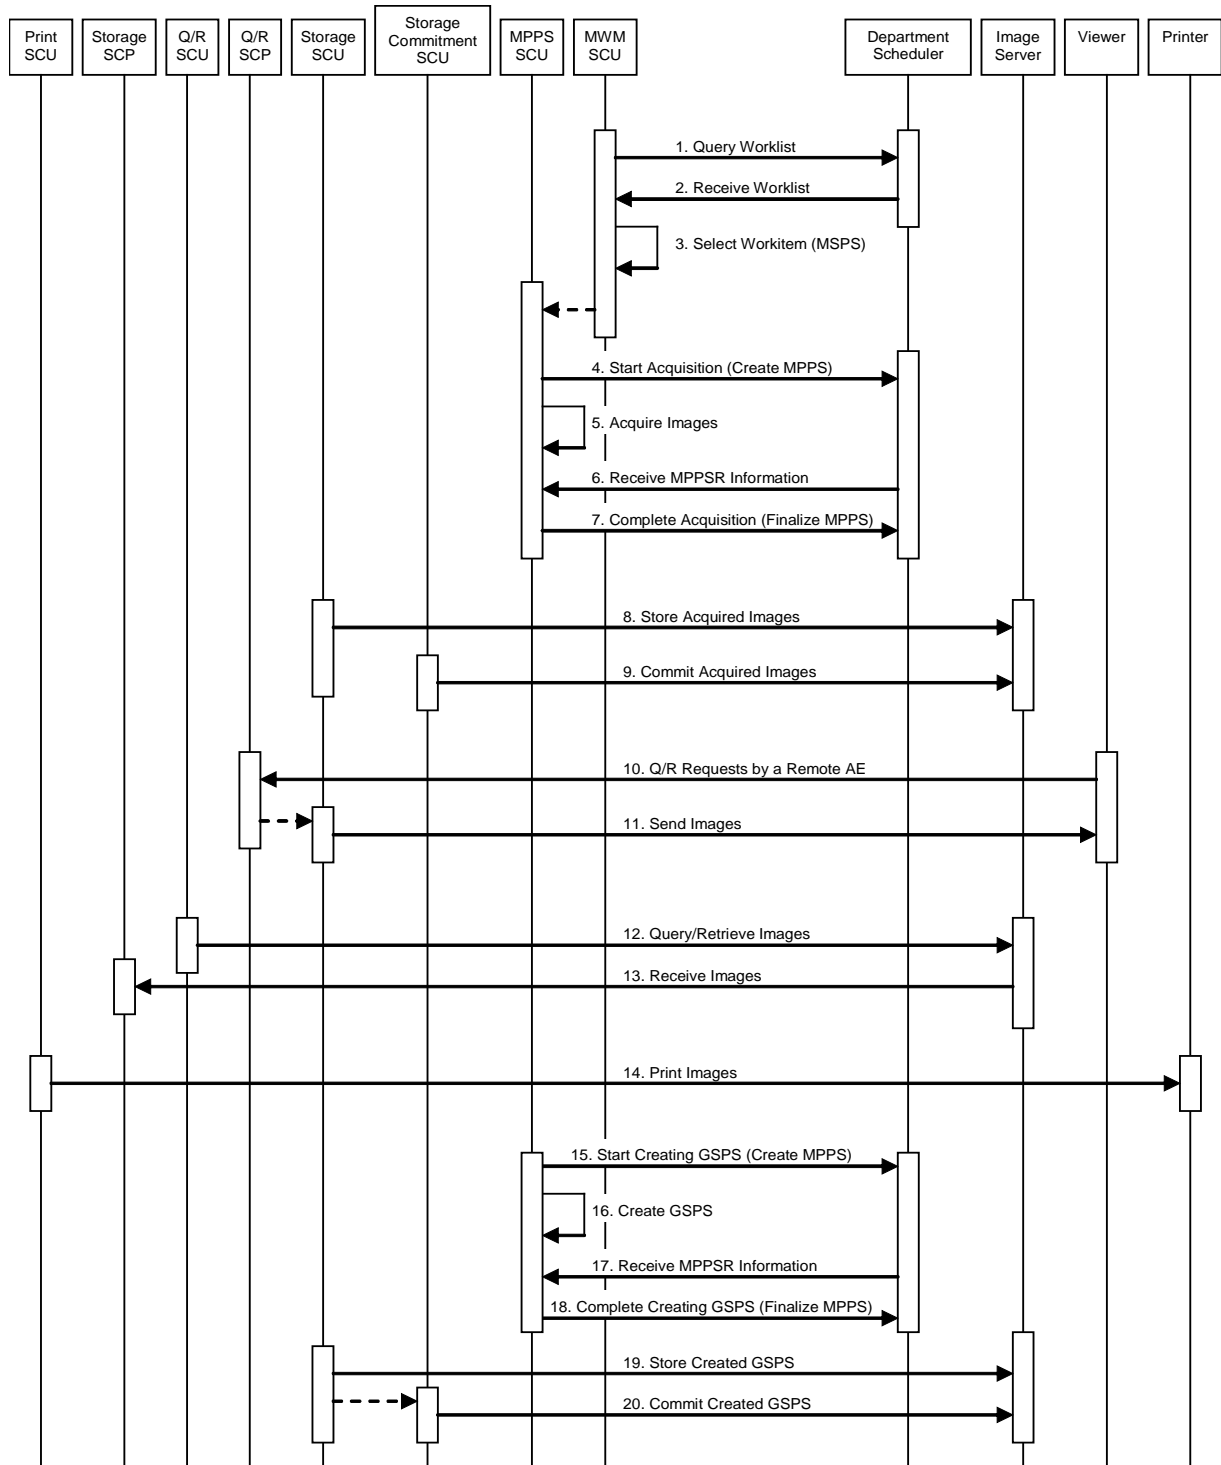 Print
SCU
Storage
SCP
Q/R
SCU
Q/R
SCP
Storage
SCU
Storage
Commitment
SCU
MPPS
SCU
MWM
SCU
Department
Scheduler
Image
Server
Viewer
Printer
1. Query Worklist
2. Receive Worklist
3. Select Workitem (MSPS)
4. Start Acquisition (Create MPPS)
5. Acquire Images
6. Receive MPPSR Information
7. Complete Acquisition (Finalize MPPS)
8. Store Acquired Images
9. Commit Acquired Images
10. Q/R Requests by a Remote AE
11. Send Images
12. Query/Retrieve Images
13. Receive Images
14. Print Images
15. Start Creating GSPS (Create MPPS)
16. Create GSPS
17. Receive MPPSR Information
18. Complete Creating GSPS (Finalize MPPS)
19. Store Created GSPS
20. Commit Created GSPS